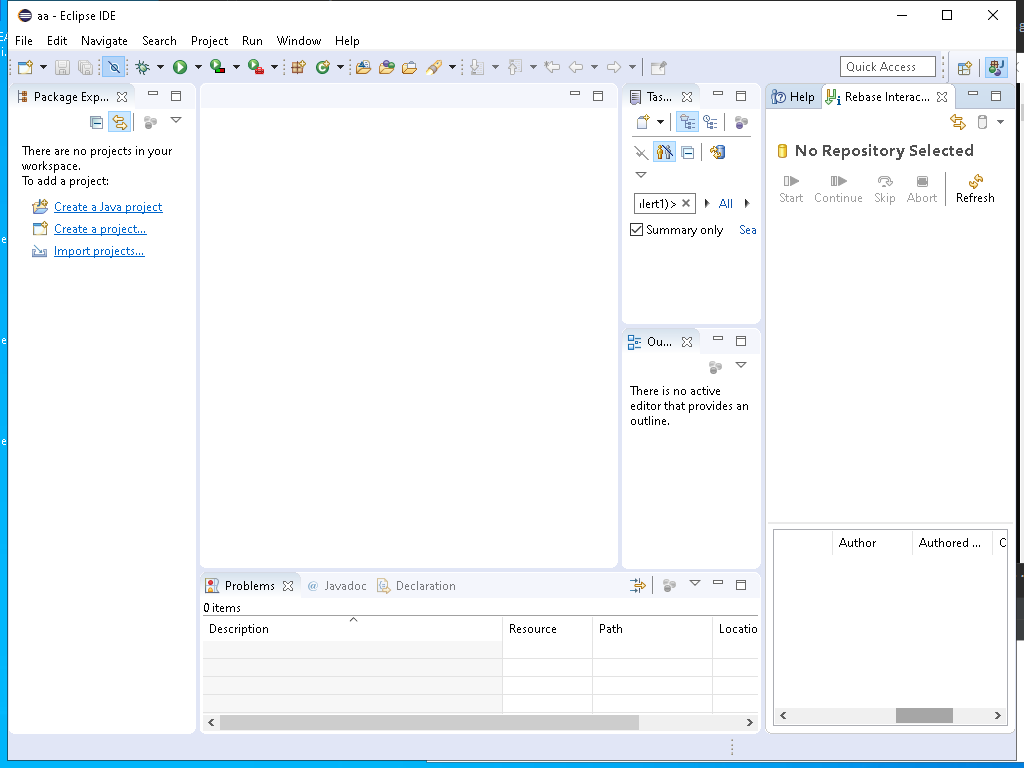 aa - Eclipse IDE
File Edit Navigate Search Project Run Window Help
Quick Access
Package Exp...
There are no projects in your
workspace.
To add a project:
Create a Java project
Create a project...
Import projects...
Tas...
All
Summary only
Sea
Ou...
There is no active
editor that provides an
outline.
Help
Rebase Interac...
No Repository Selected
Start Continue Skip Abort Refresh
Author Authored ...
Problems
@ Javadoc
Declaration
0 items
Description Resource Path Locatio